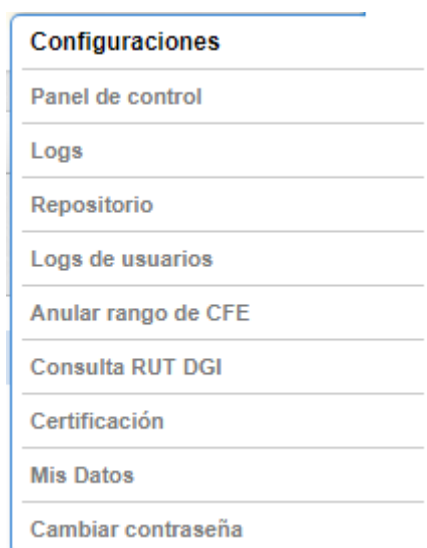 Configuraciones
Panel de control
Logs
Repositorio
Logs de usuarios
Anular rango de CFE
Consulta RUT DGI
Certificación
Mis Datos
Cambiar contraseña